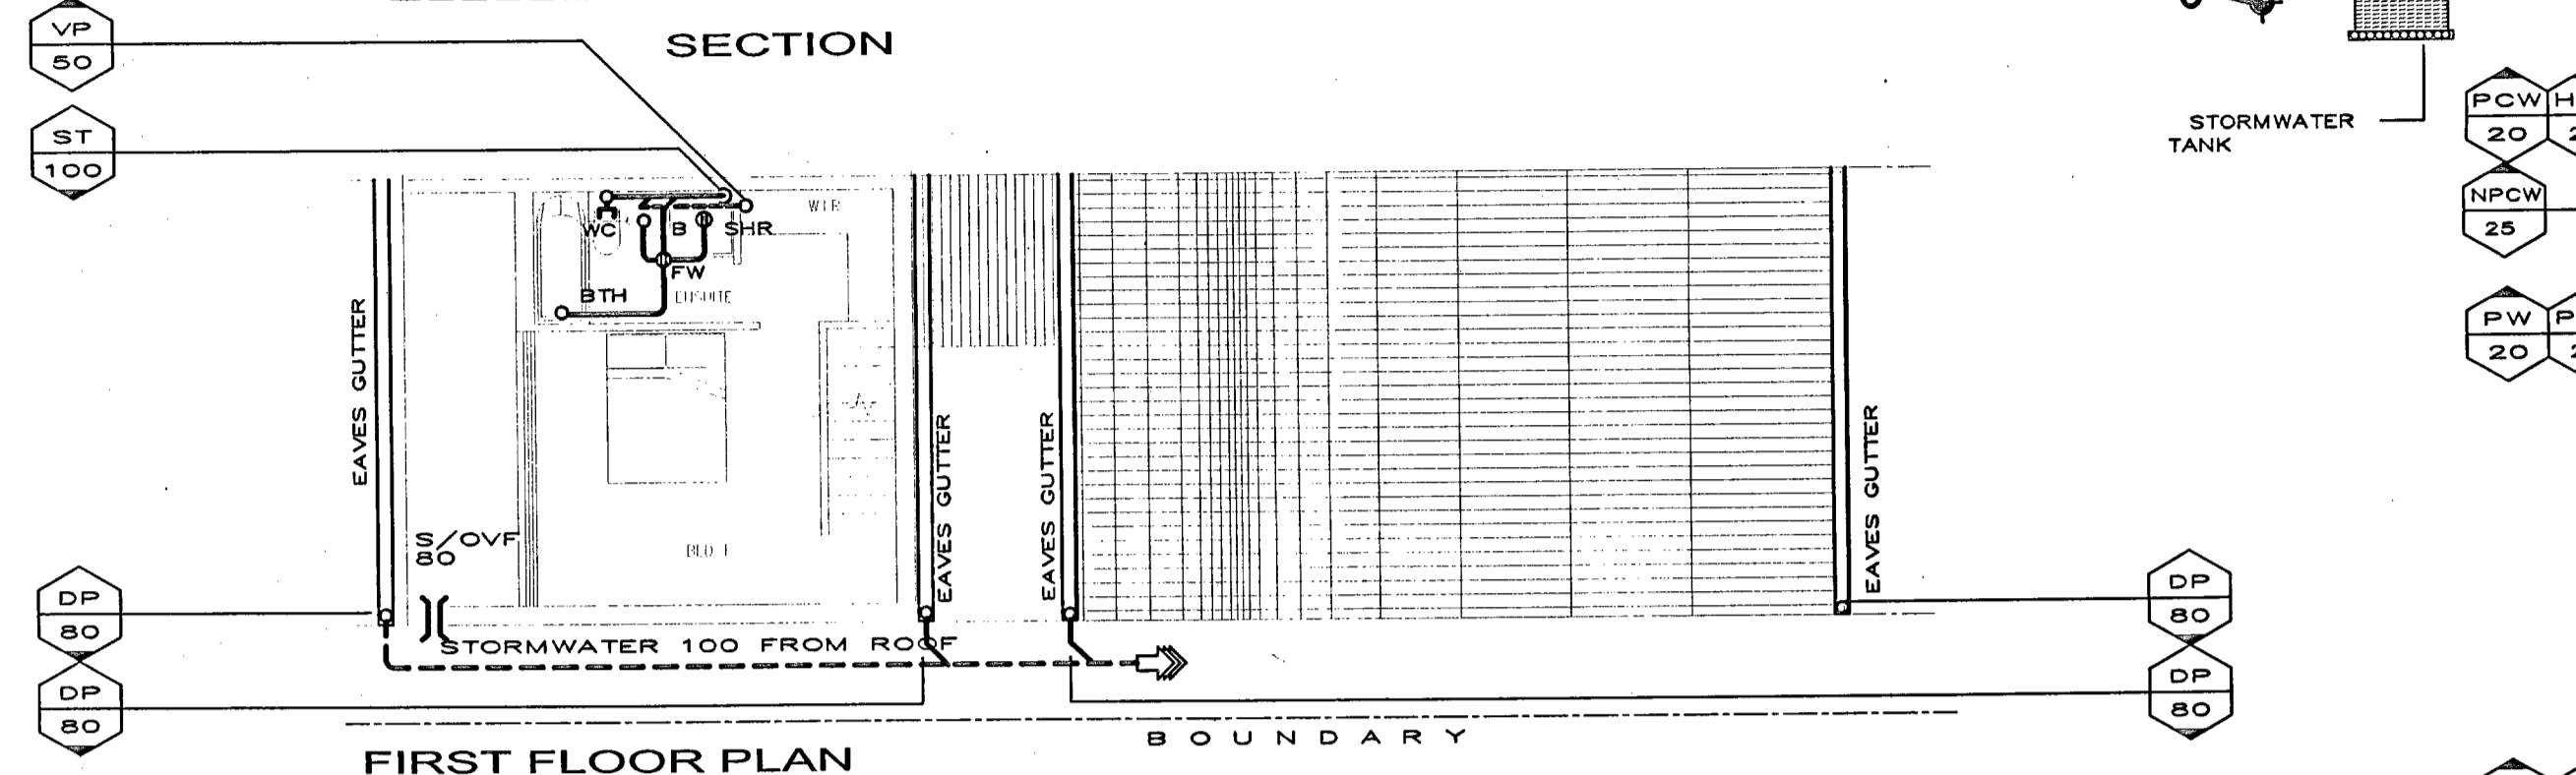 VP
50
SECTION
ST
100
STORMWATER
TANK
PCW
20
NPCW
25
PW
20
WC
B
SHR
WIR
FW
BTH
ENSUITE
EAVES GUTTER
EAVES GUTTER
EAVES GUTTER
EAVES GUTTER
S/OVF
80
DP
80
DP
80
STORMWATER 100 FROM ROOF
DP
80
DP
80
BOUNDARY
FIRST FLOOR PLAN